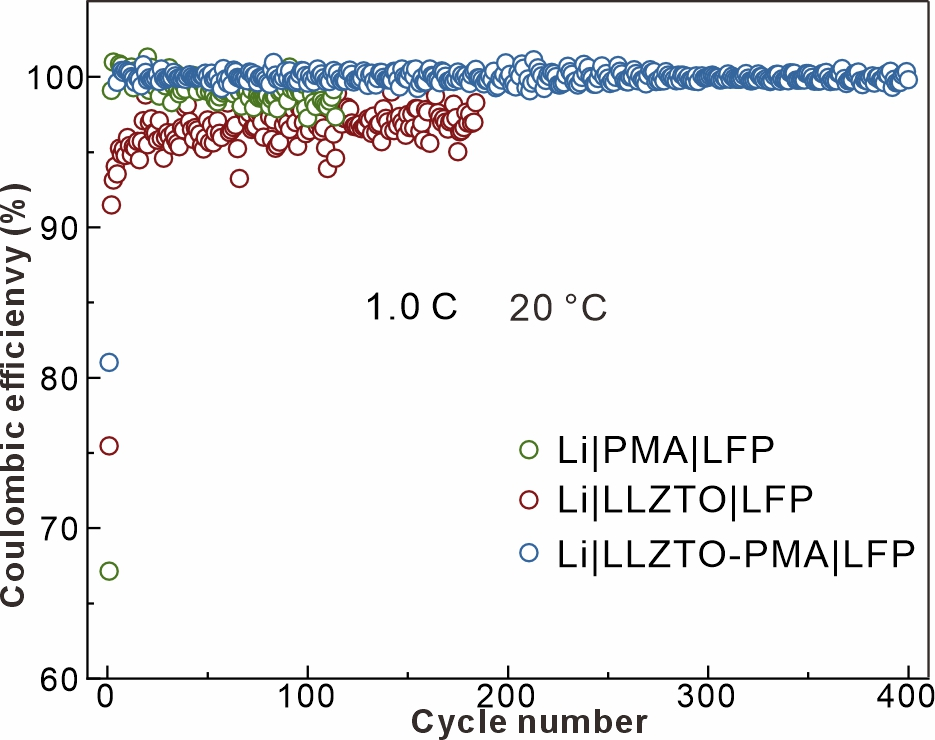 Coulombic efficienvy (%)
100
90
80
70
60
1.0 C 20 °C
Li|PMA|LFP
Li|LLZTO|LFP
Li|LLZTO-PMA|LFP
0 100 200 300 400
Cycle number